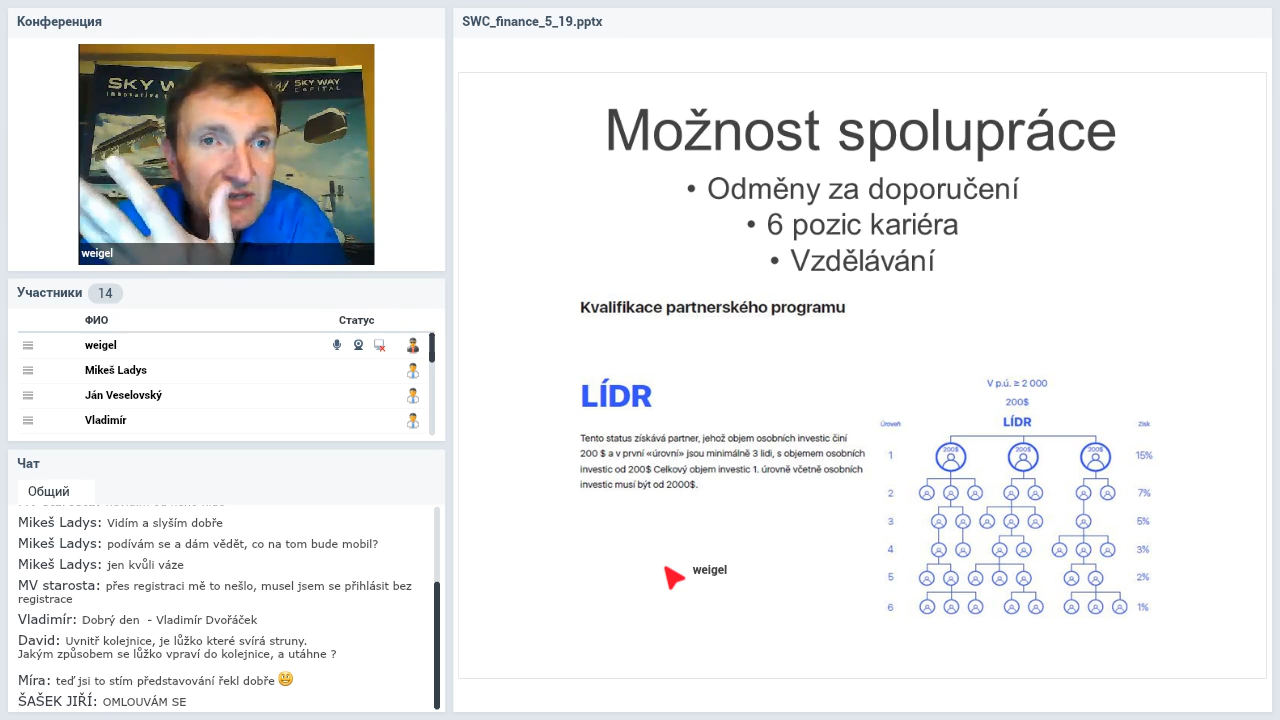 Конференция
SKY W
SKY WAY
CAPITAL
weigel
Участники 14
ФИО Статус
weigel
Mikeš Ladys
Ján Veselovský
Vladimír
Чат
Общий
Mikeš Ladys: Vidím a slyším dobře
Mikeš Ladys: podívám se a dám vědět, co na tom bude mobil?
Mikeš Ladys: jen kvůli váze
MV starosta: přes registraci mě to nešlo, musel jsem se přihlásit bez
registrace
Vladimír: Dobrý den - Vladimír Dvořáček
David: Uvnitř kolejnice, je lůžko které svírá struny.
Jakým způsobem se lůžko vpraví do kolejnice, a utáhne ?
Míra: teď jsi to stím představování řekl dobře
ŠAŠEK JIŘÍ: OMLOUVÁM SE
SWC_finance_5_19.pptx
Možnost spolupráce
• Odměny za doporučení
• 6 pozic kariéra
• Vzdělávání
Kvalifikace partnerského programu
LÍDR
Tento status získává partner, jehož objem osobních investic činí
200 $ a v první «úrovní» jsou minimálně 3 lidi, s objemem osobních
investic od 200$ Celkový objem investic 1. úrovně včetně osobních
investic musí být od 2000$.
V p.ú. ≥ 2 000
200$
Úroveň LÍDR Zisk
200$ 200$ 200$
1 15%
2 7%
3 5%
4 3%
5 2%
6 1%
weigel